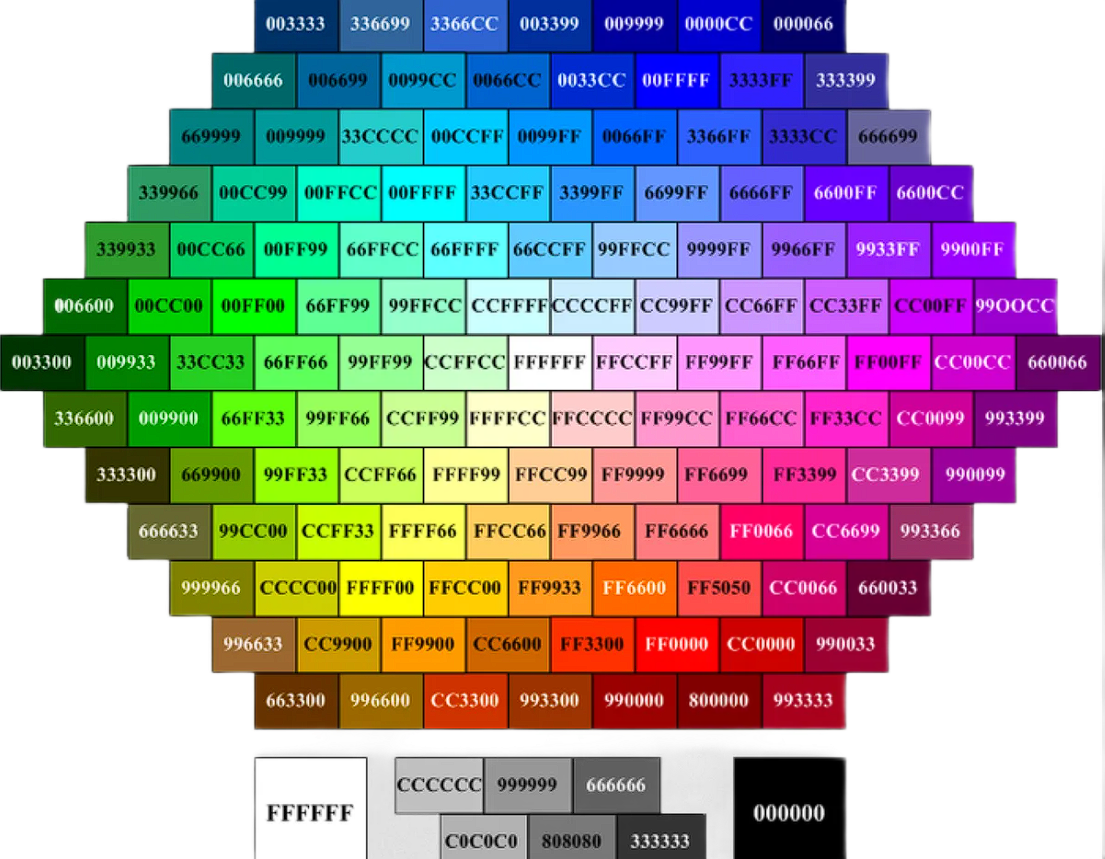 003333 336699 3366CC 003399 009999 0000CC 000066
006666 006699 0099CC 0066CC 0033CC 00FFFF 3333FF 333399
669999 009999 33CCCC 00CCFF 0099FF 0066FF 3366FF 3333CC 666699
339966 00CC99 00FFCC 00FFFF 33CCFF 3399FF 6699FF 6666FF 6600FF 6600CC
339933 00CC66 00FF99 66FFCC 66FFFF 66CCFF 99FFCC 9999FF 9966FF 9933FF 9900FF
006600 00CC00 00FF00 66FF99 99FFCC CCFFFF CCCCFF CC99FF CC66FF CC33FF CC00FF 99OOCC
003300 009933 33CC33 66FF66 99FF99 CCFFCC FFFFFF FFCCFF FF99FF FF66FF FF00FF CC00CC 660066
336600 009900 66FF33 99FF66 CCFF99 FFFFCC FFCCCC FF99CC FF66CC FF33CC CC0099 993399
333300 669900 99FF33 CCFF66 FFFF99 FFCC99 FF9999 FF6699 FF3399 CC3399 990099
666633 99CC00 CCFF33 FFFF66 FFCC66 FF9966 FF6666 FF0066 CC6699 993366
999966 CCCC00 FFFF00 FFCC00 FF9933 FF6600 FF5050 CC0066 660033
996633 CC9900 FF9900 CC6600 FF3300 FF0000 CC0000 990033
663300 996600 CC3300 993300 990000 800000 993333
CCCCCC 999999 666666
FFFFFF 000000
C0C0C0 808080 333333